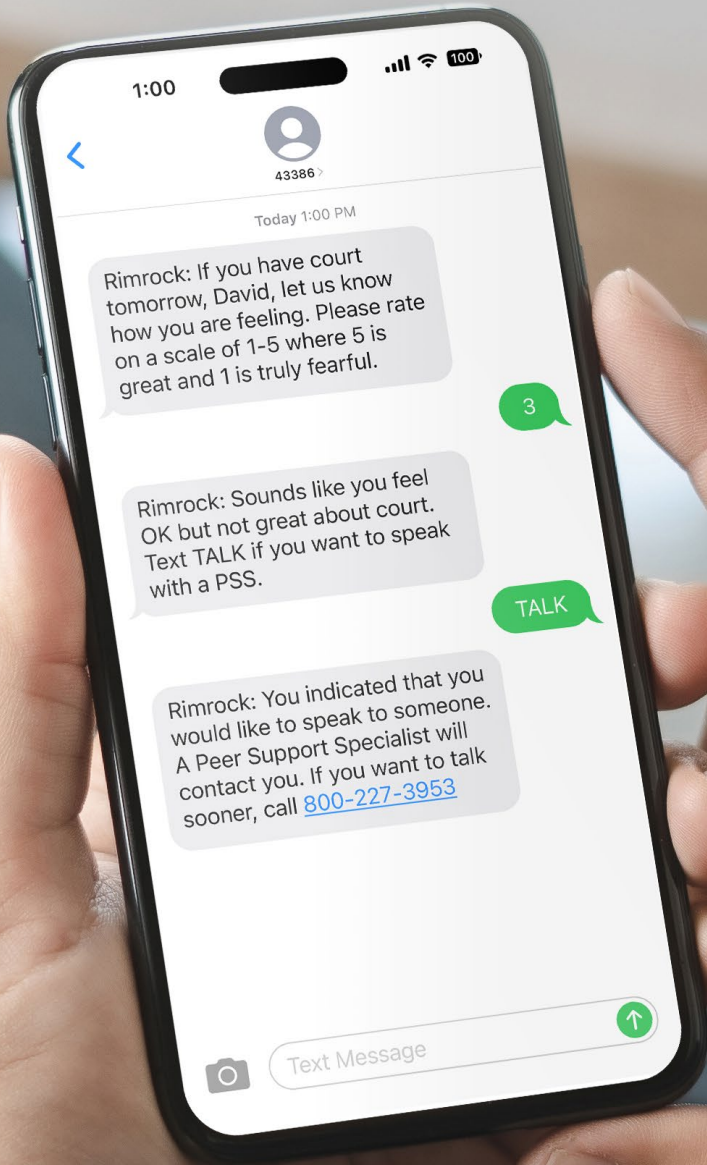 1:00
100
43386
Today 1:00 PM
Rimrock: If you have court
tomorrow, David, let us know
how you are feeling. Please rate
on a scale of 1-5 where 5 is
great and 1 is truly fearful.
3
Rimrock: Sounds like you feel
OK but not great about court.
Text TALK if you want to speak
with a PSS.
TALK
Rimrock: You indicated that you
would like to speak to someone.
A Peer Support Specialist will
contact you. If you want to talk
sooner, call 800-227-3953
Text Message